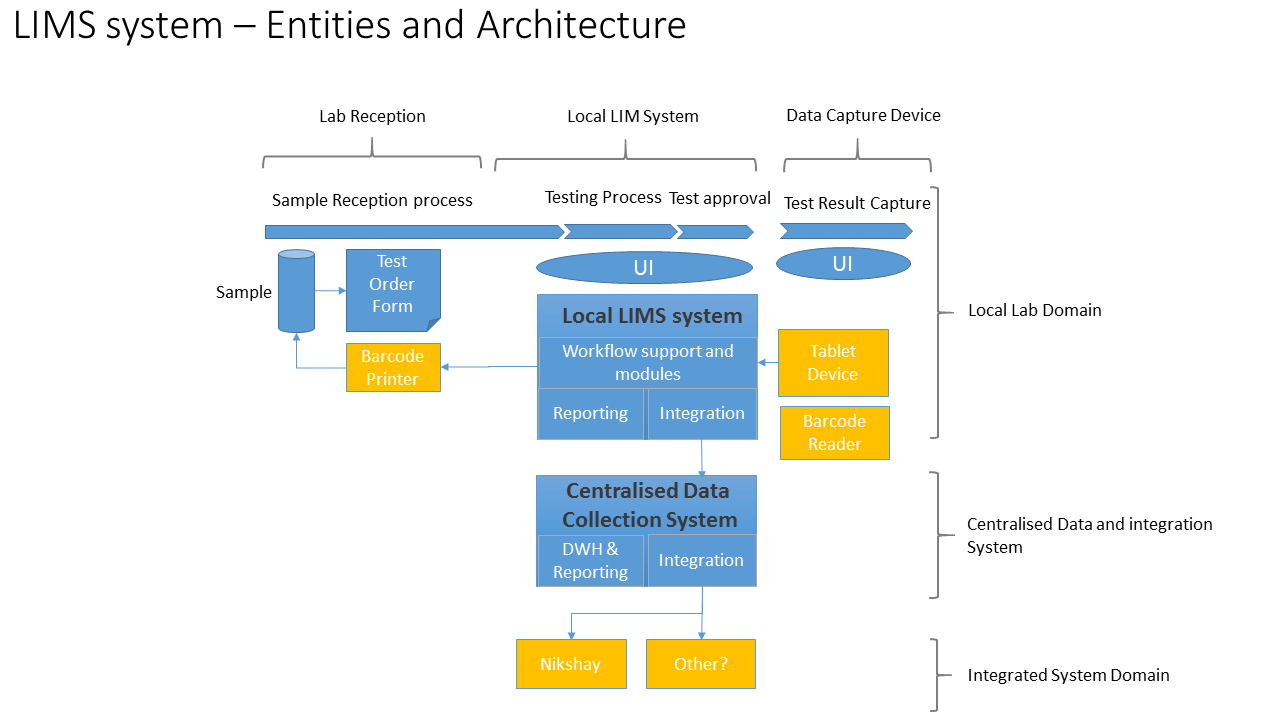 LIMS system – Entities and Architecture
Lab Reception
Local LIM System
Data Capture Device
Sample Reception process
Testing Process
Test approval
Test Result Capture
Sample
Test
Order
Form
UI
UI
Local LIMS system
Workflow support and
modules
Reporting
Integration
Barcode
Printer
Tablet
Device
Barcode
Reader
Local Lab Domain
Centralised Data
Collection System
DWH &
Reporting
Integration
Centralised Data and integration
System
Nikshay
Other?
Integrated System Domain